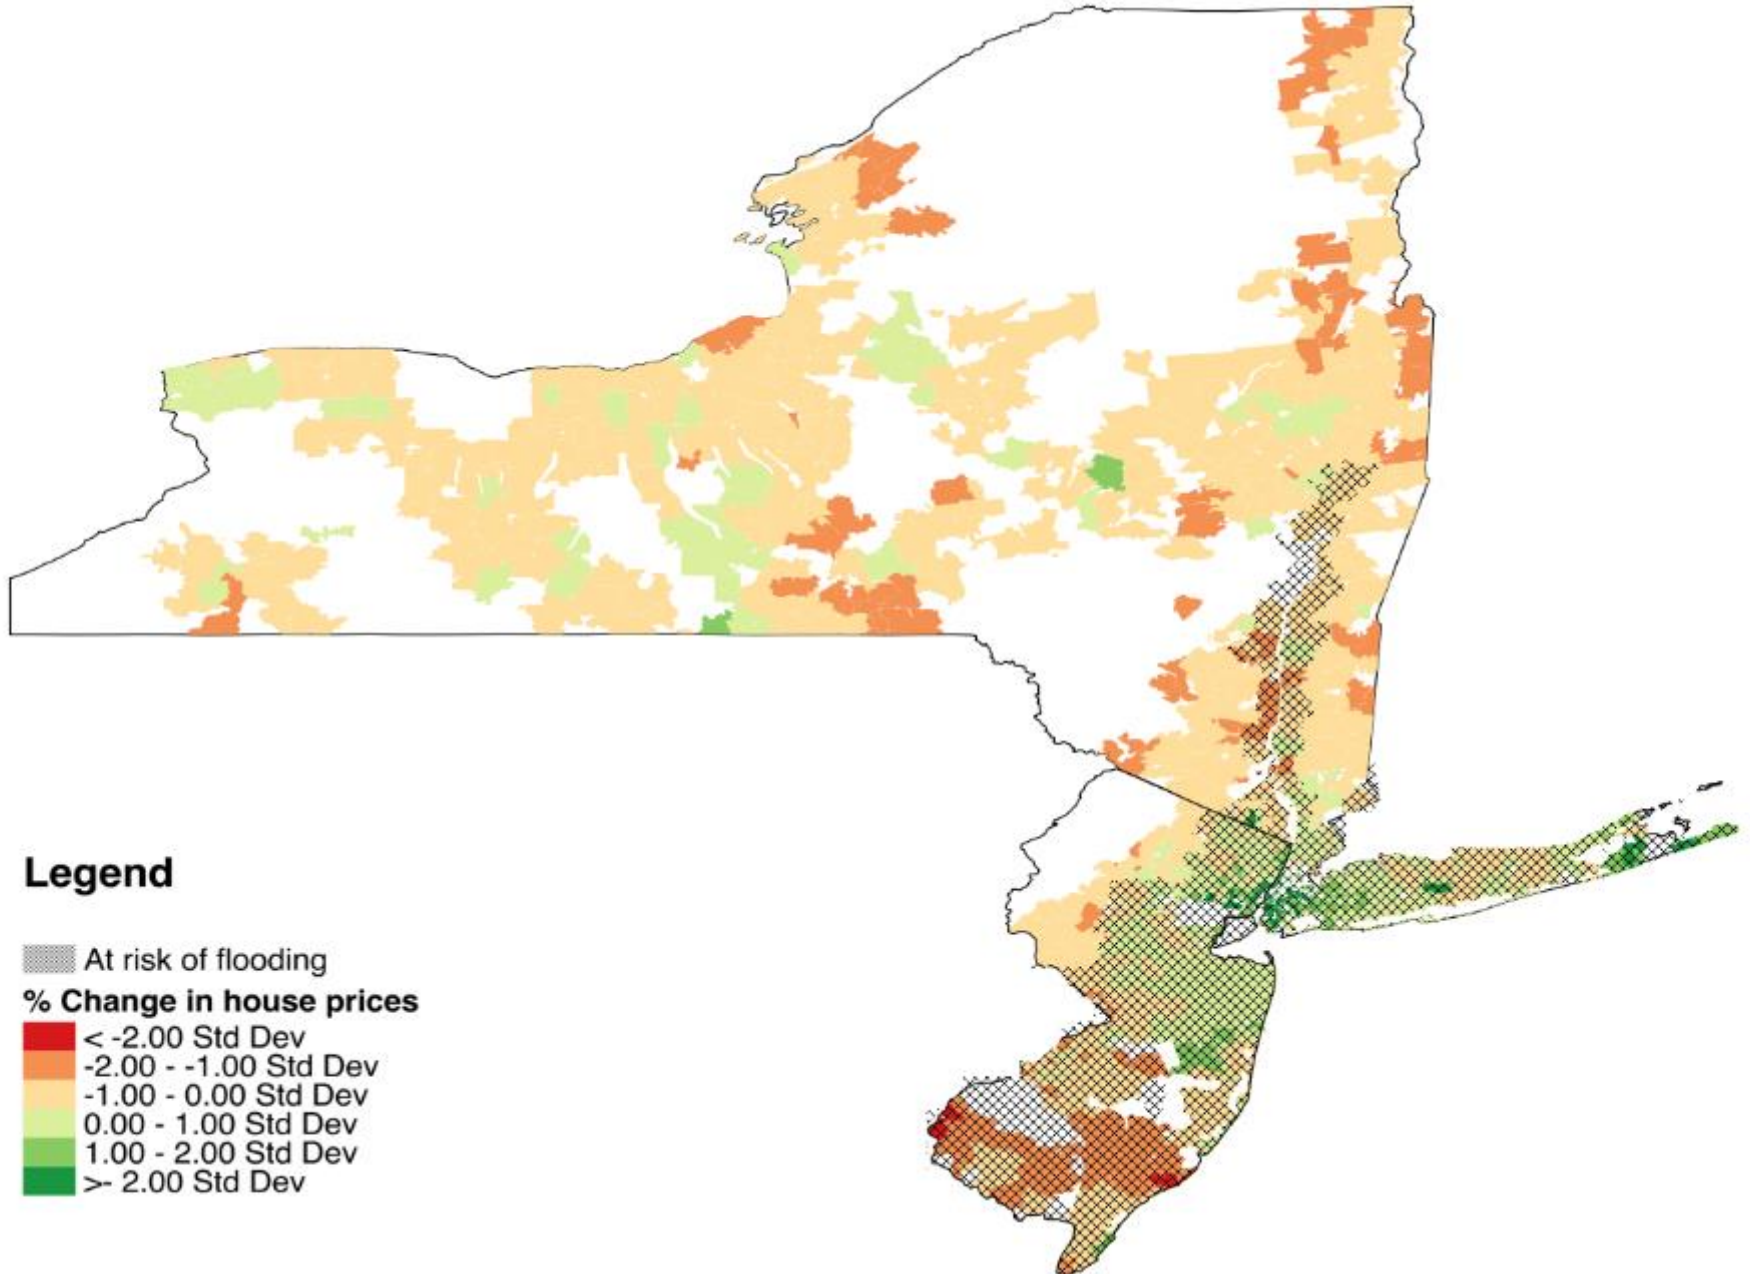 Legend
At risk of flooding
% Change in house prices
< -2.00 Std Dev
-2.00 - -1.00 Std Dev
-1.00 - 0.00 Std Dev
0.00 - 1.00 Std Dev
1.00 - 2.00 Std Dev
>- 2.00 Std Dev